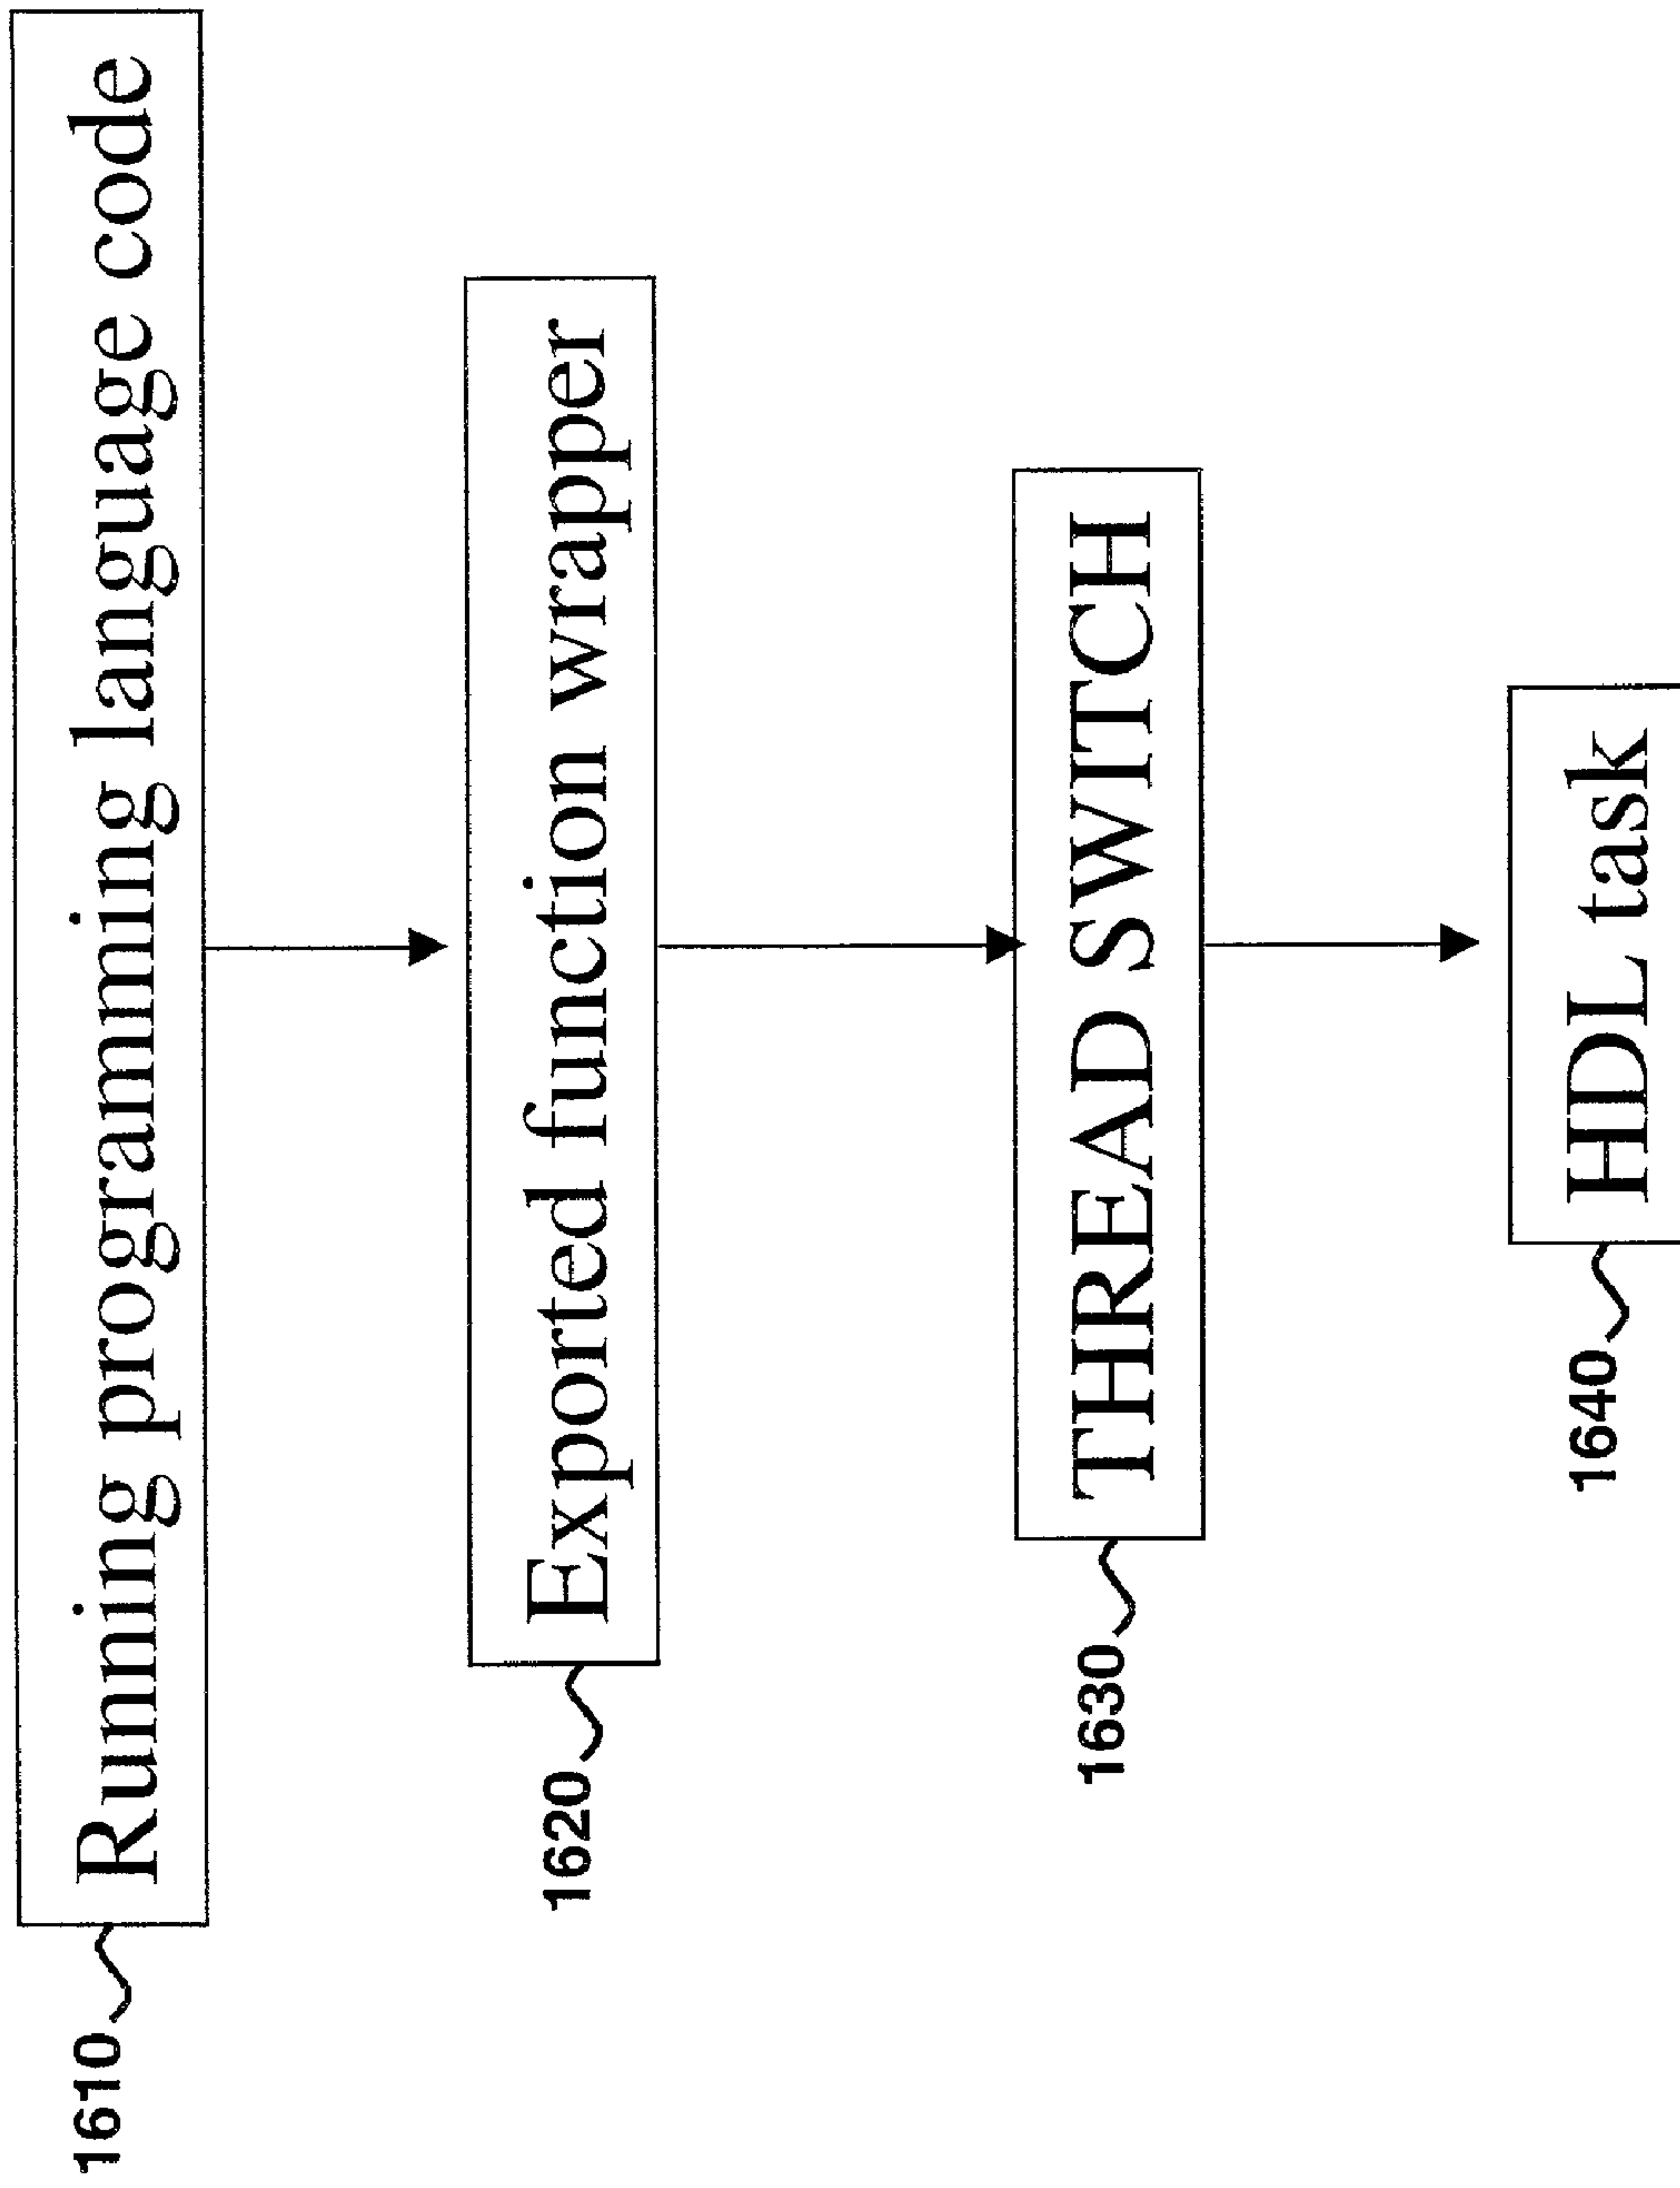 1610
Running programming language code
1620
Exported function wrapper
1630
THREAD SWITCH
1640
HDL task